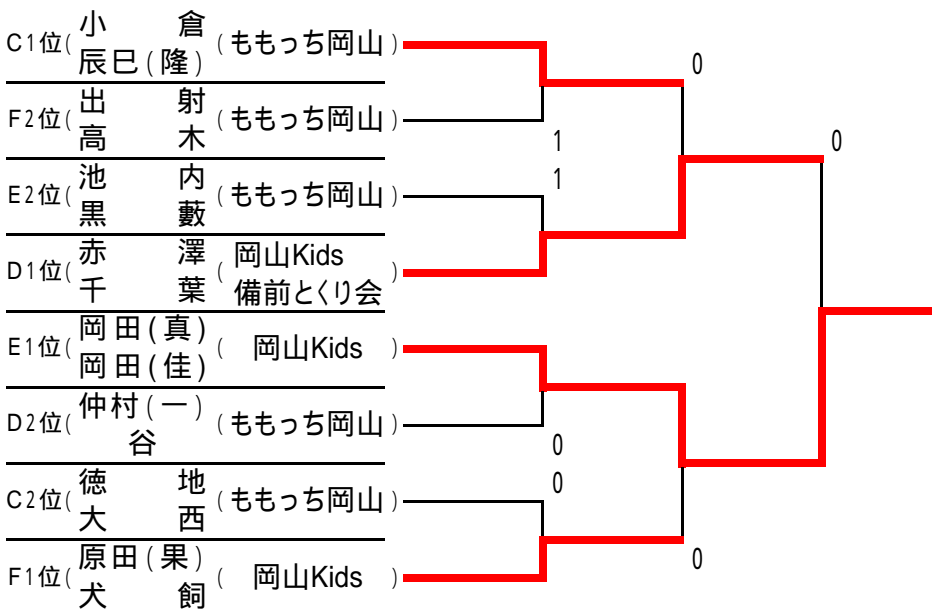 小 倉
C1位( ( ももっち岡山 )
辰巳(隆)
0
出 射
F2位( ( ももっち岡山 )
高 木
1
0
池 内
1
E2位( ( ももっち岡山 )
黒 藪
赤 澤 岡山Kids
D1位( (
千 葉 備前とくり会
岡田(真)
E1位( ( 岡山Kids )
岡田(佳)
仲村(一)
D2位( ( ももっち岡山 )
谷
0
徳 地
0
C2位( ( ももっち岡山 )
大 西
原田(果)
0
F1位( ( 岡山Kids )
犬 飼